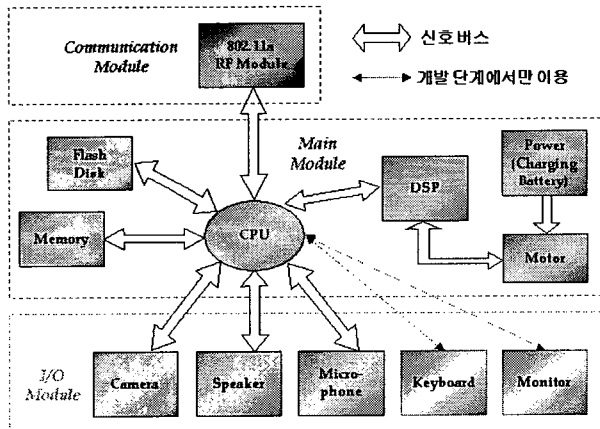 Communication
Module
802.11a
RF Module
신호 버스
개발 단계에서만 이용
Flash
Disk
Main
Module
DSP
Power
(Charging
Battery)
Memory
CPU
Motor
I/O
Module
Camera
Speaker
Micro-
phone
Keyboard
Monitor